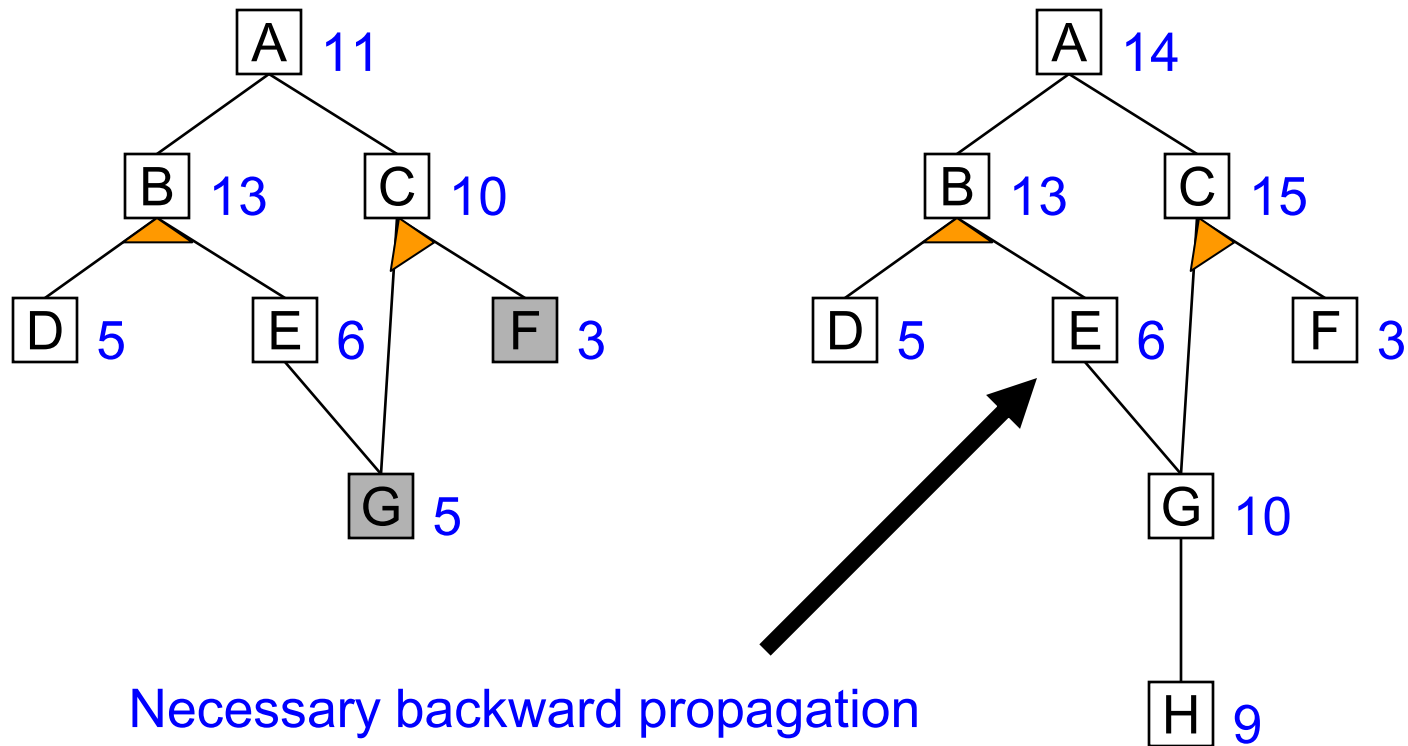 A 11 A 14
B 13 C 10 B 13 C 15
D 5 E 6 F 3 D 5 E 6 F 3
G 5 G 10
Necessary backward propagation H 9